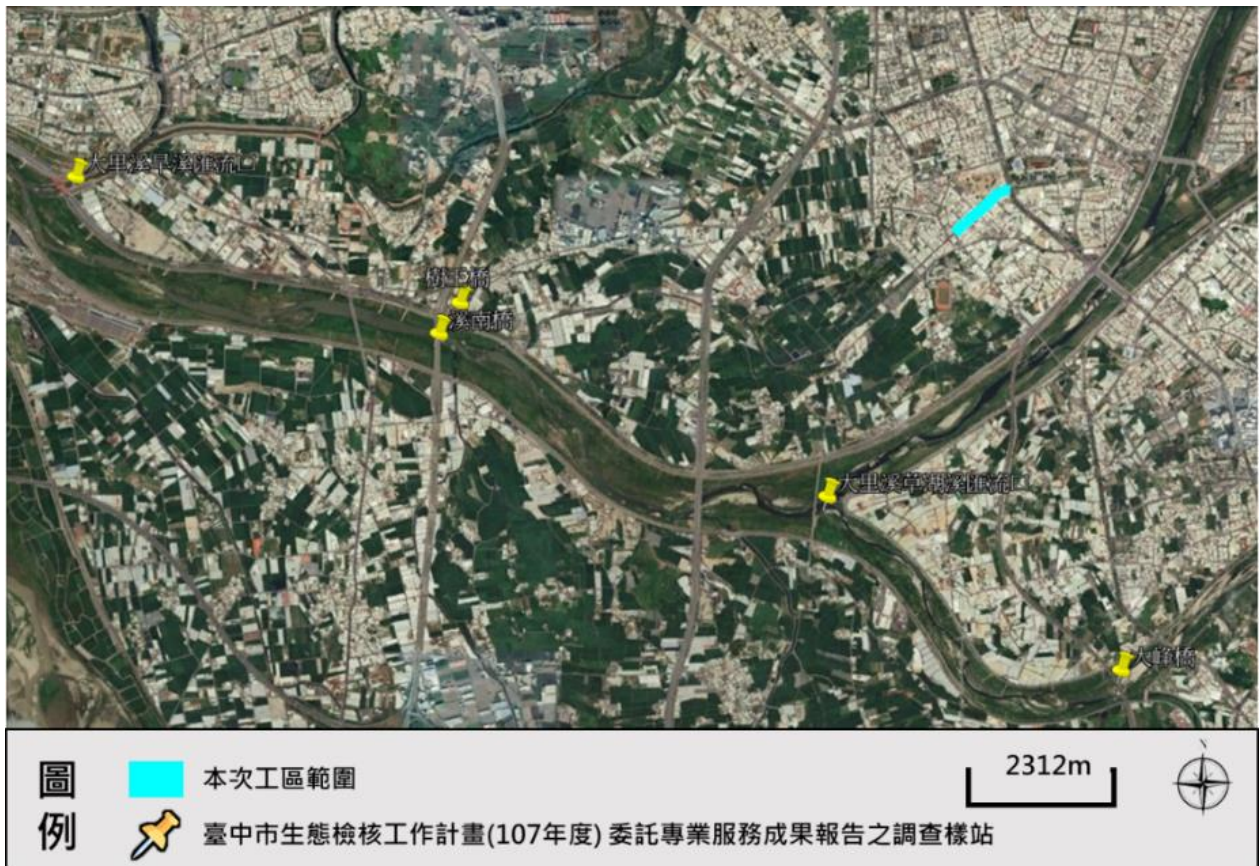 大里溪旱溪匯流口
樹王橋
溪南橋
大里溪草湖溪匯流口
大峰橋
圖例
本次工區範圍
2312m
N
臺中市生態檢核工作計畫(107年度) 委託專業服務成果報告之調查樣站